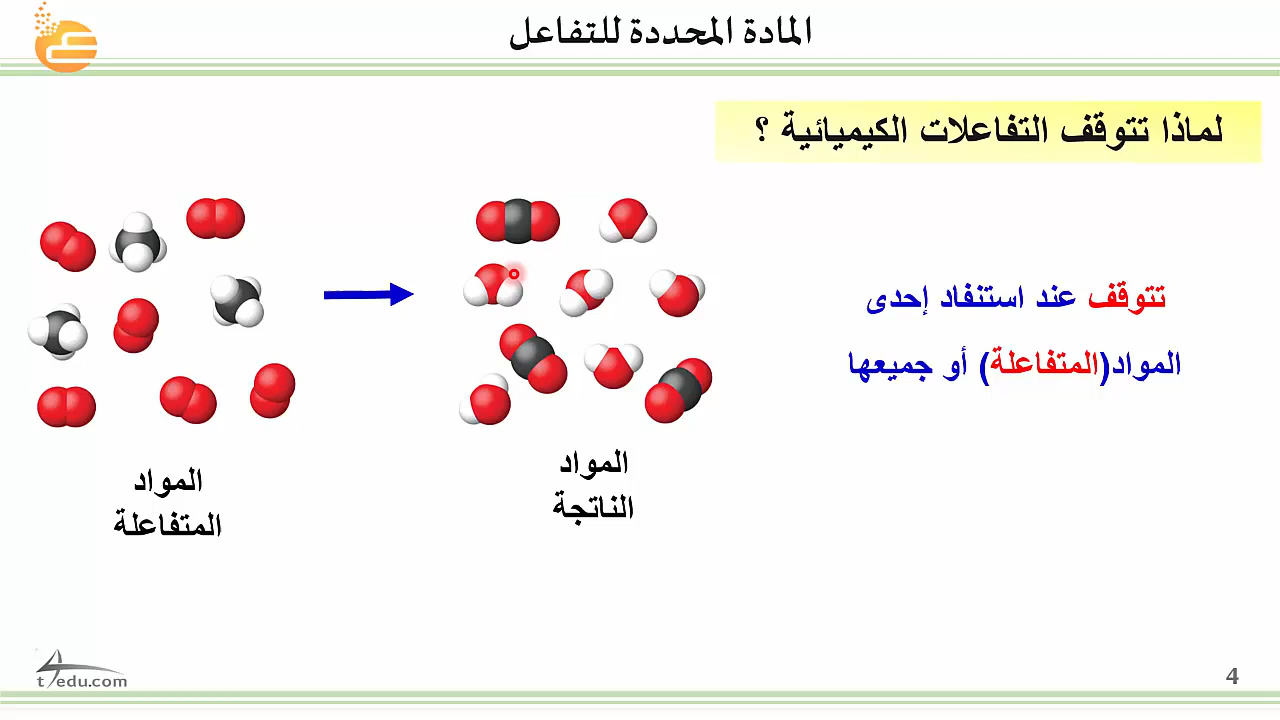 المادة المحددة للتفاعل
لماذا تتوقف التفاعلات الكيميائية ؟
تتوقف عند استنفاد إحدى
المواد(المتفاعلة) أو جميعها
المواد
الناتجة
المواد
المتفاعلة
t4edu.com
4